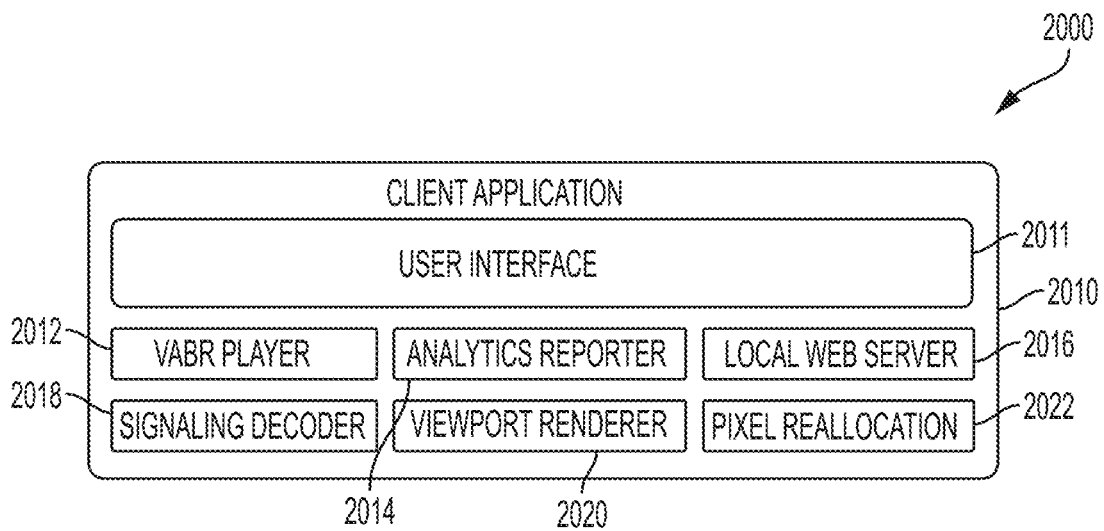 2000
CLIENT APPLICATION
USER INTERFACE
2011
2010
2012
VABR PLAYER
ANALYTICS REPORTER
LOCAL WEB SERVER
2016
2018
SIGNALING DECODER
VIEWPORT RENDERER
PIXEL REALLOCATION
2022
2014
2020